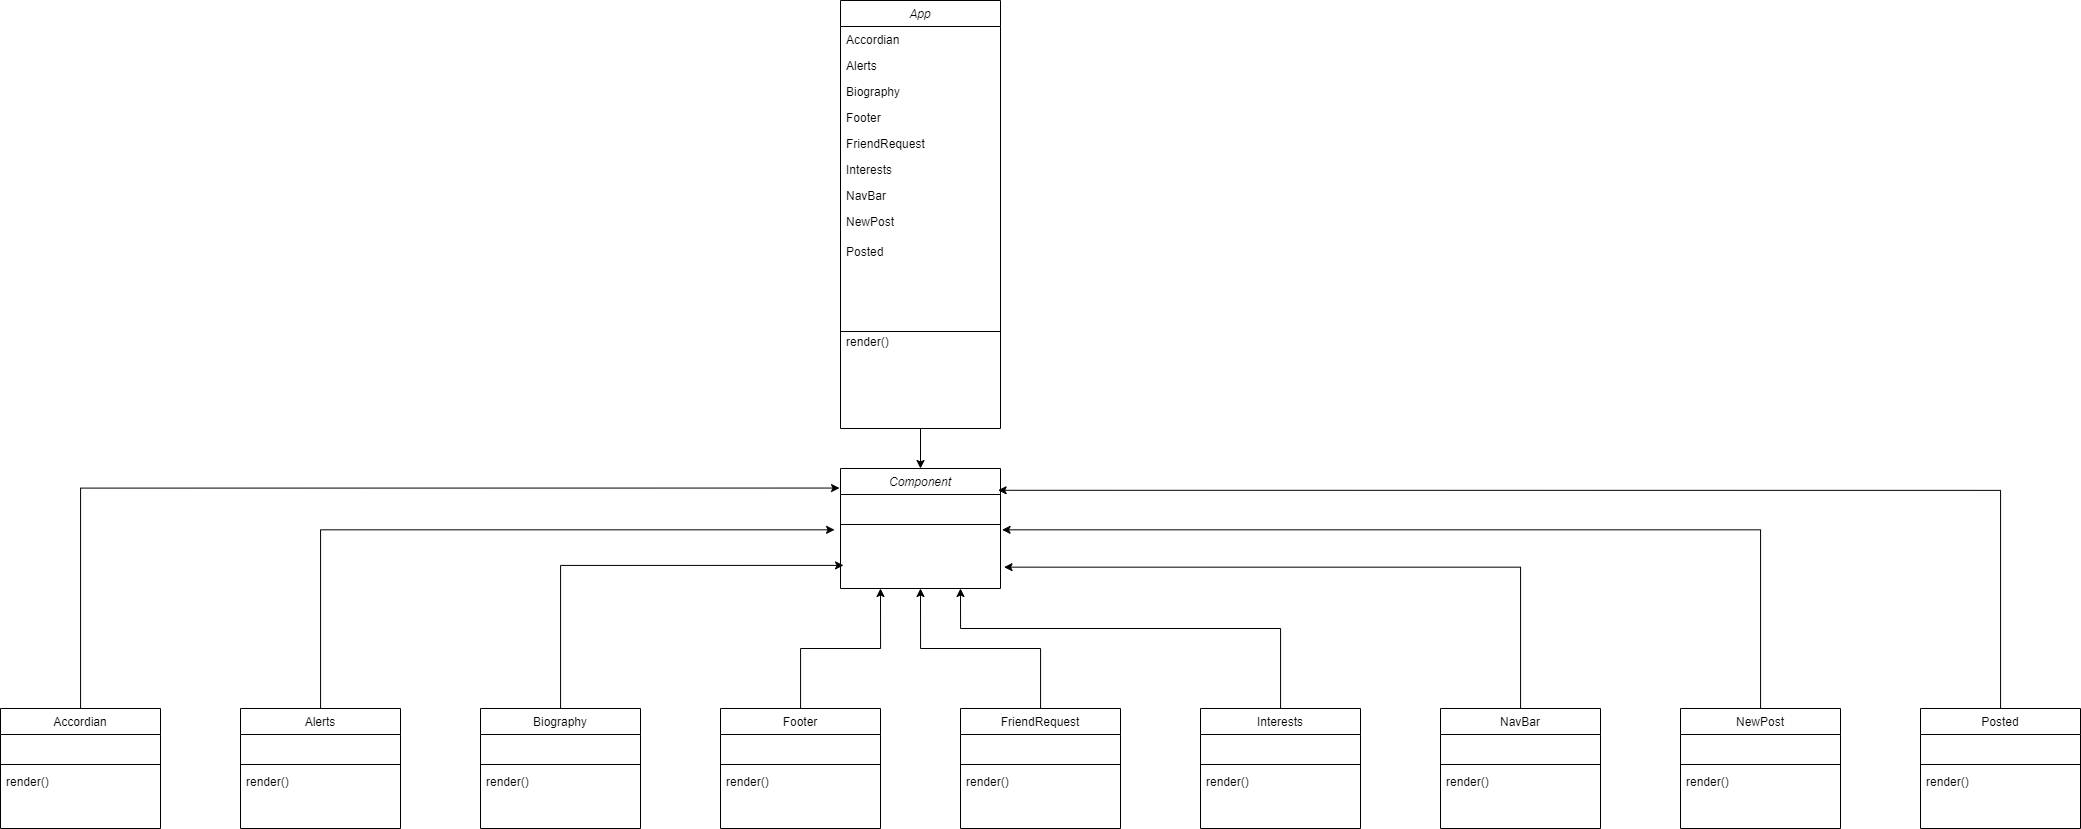 App
Accordian
Alerts
Biography
Footer
FriendRequest
Interests
NavBar
NewPost
Posted
render()
Component
Accordian
render()
Alerts
render()
Biography
render()
Footer
render()
FriendRequest
render()
Interests
render()
NavBar
render()
NewPost
render()
Posted
render()